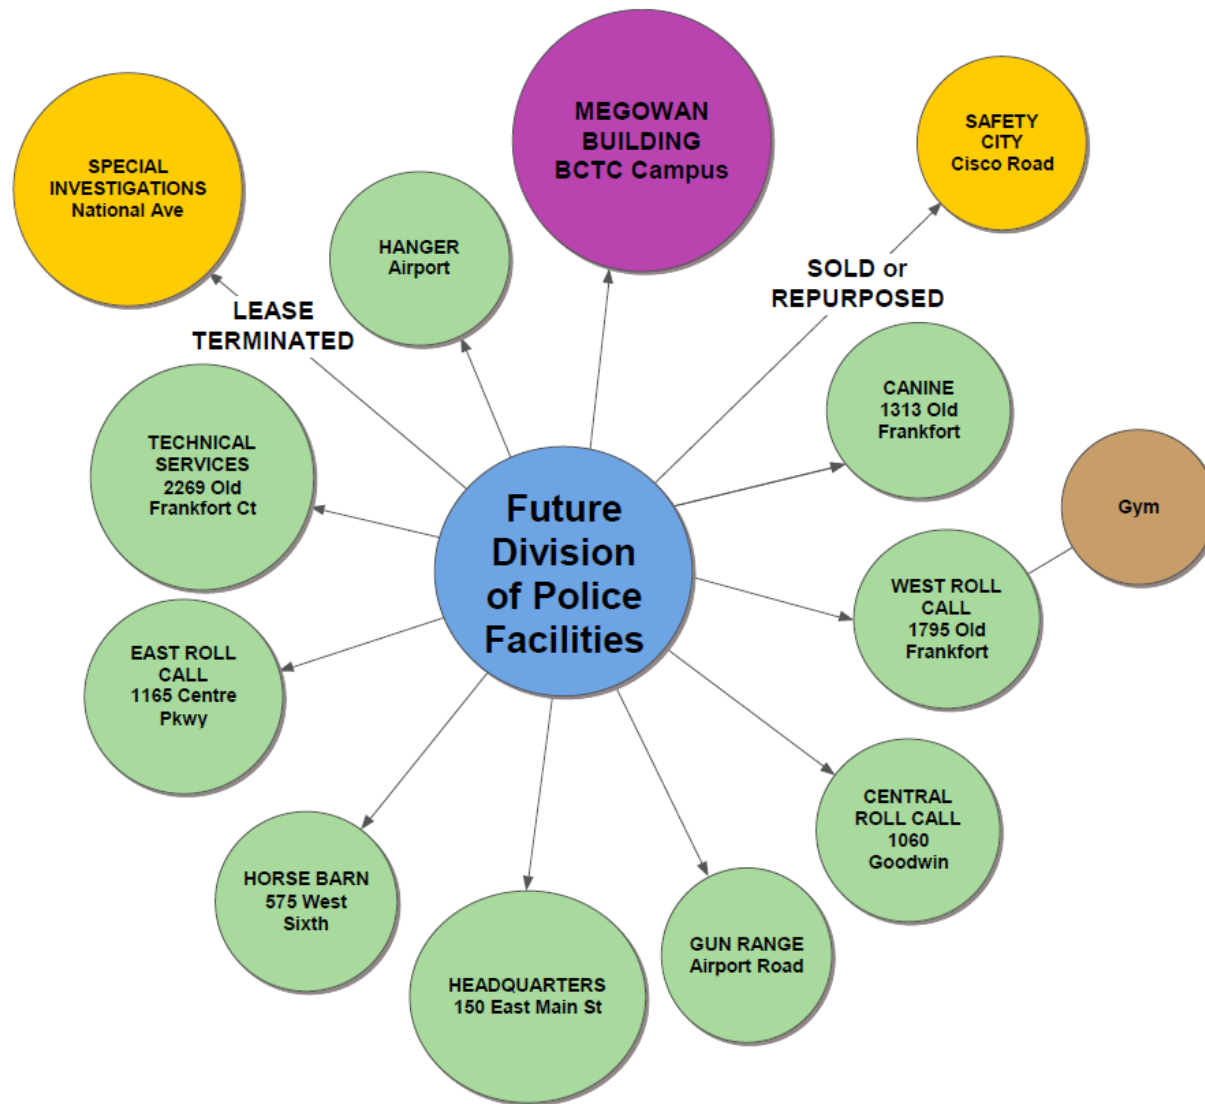 MEGOWAN
BUILDING
BCTC Campus
SAFETY
CITY
Cisco Road
SPECIAL
INVESTIGATIONS
National Ave
HANGER
Airport
SOLD or
REPURPOSED
LEASE
TERMINATED
CANINE
1313 Old
Frankfort
TECHNICAL
SERVICES
2269 Old
Frankfort Ct
Future
Division
of Police
Facilities
Gym
WEST ROLL
CALL
1795 Old
Frankfort
EAST ROLL
CALL
1165 Centre
Pkwy
CENTRAL
ROLL CALL
1060
Goodwin
HORSE BARN
575 West
Sixth
GUN RANGE
Airport Road
HEADQUARTERS
150 East Main St